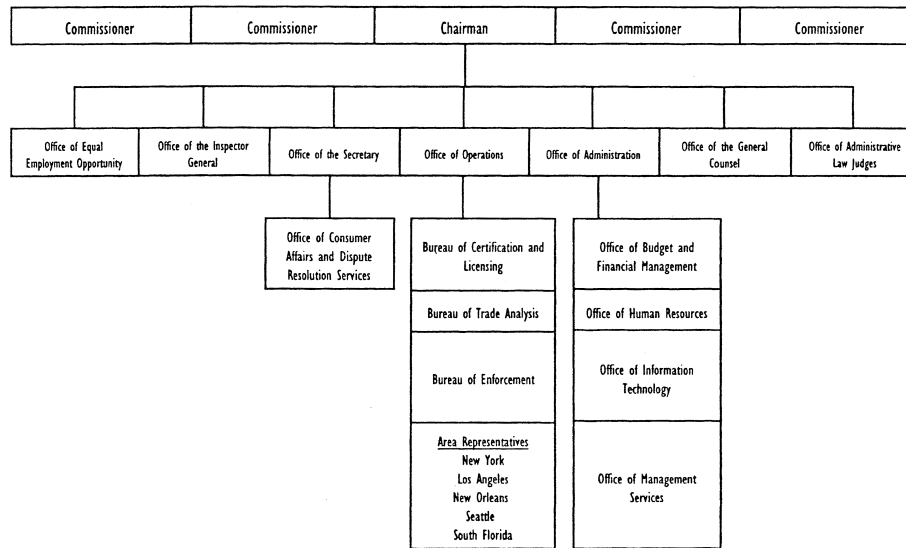 Commissioner
Commissioner
Chairman
Commissioner
Commissioner
Office of Equal
Employment Opportunity
Office of the Inspector
General
Office of the Secretary
Office of Operations
Office of Administration
Office of the General
Counsel
Office of Administrative
Law Judges
Office of Consumer
Affairs and Dispute
Resolution Services
Bureau of Certification and
Licensing
Bureau of Trade Analysis
Bureau of Enforcement
Area Representatives
New York
Los Angeles
New Orleans
Seattle
South Florida
Office of Budget and
Financial Management
Office of Human Resources
Office of Information
Technology
Office of Management
Services